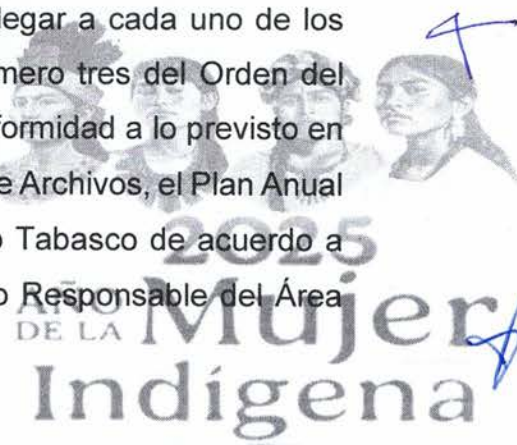 legar a cada uno de los
mero tres del Orden del
formidad a lo previsto en
e Archivos, el Plan Anual
o Tabasco de acuerdo a
o Responsable del Área
2025
AÑO
DE LA Mujer
Indígena